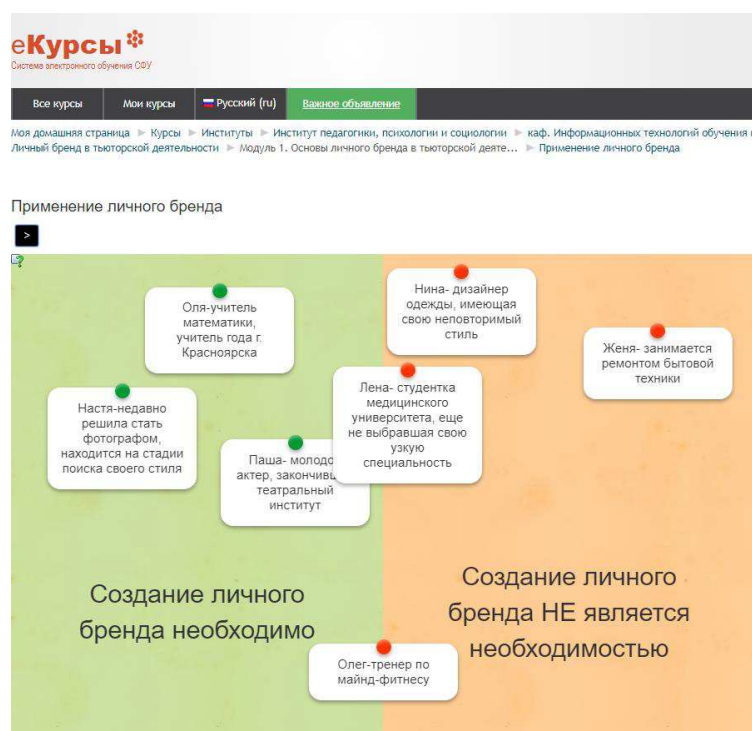 еКурсы
Система электронного обучения СФУ
Все курсы Мои курсы Русский (ru) Важное объявление
Моя домашняя страница ► Курсы ► Институты ► Институт педагогики, психологии и социологии ► каф. Информационных технологий обучения
Личный бренд в тьюторской деятельности ► Модуль 1. Основы личного бренда в тьюторской деяте... ► Применение личного бренда
Применение личного бренда
>
Оля-учитель
математики,
учитель года г.
Красноярска
Нина- дизайнер
одежды, имеющая
свою неповторимый
стиль
Женя- занимается
ремонтом бытовой
техники
Настя-недавно
решила стать
фотографом,
находится на стадии
поиска своего стиля
Лена- студентка
медицинского
университета, еще
не выбравшая свою
узкую
специальность
Паша- молодо
актер, закончивш
театральный
институт
Создание личного
бренда необходимо
Создание личного
бренда НЕ является
необходимостью
Олег-тренер по
майнд-фитнесу